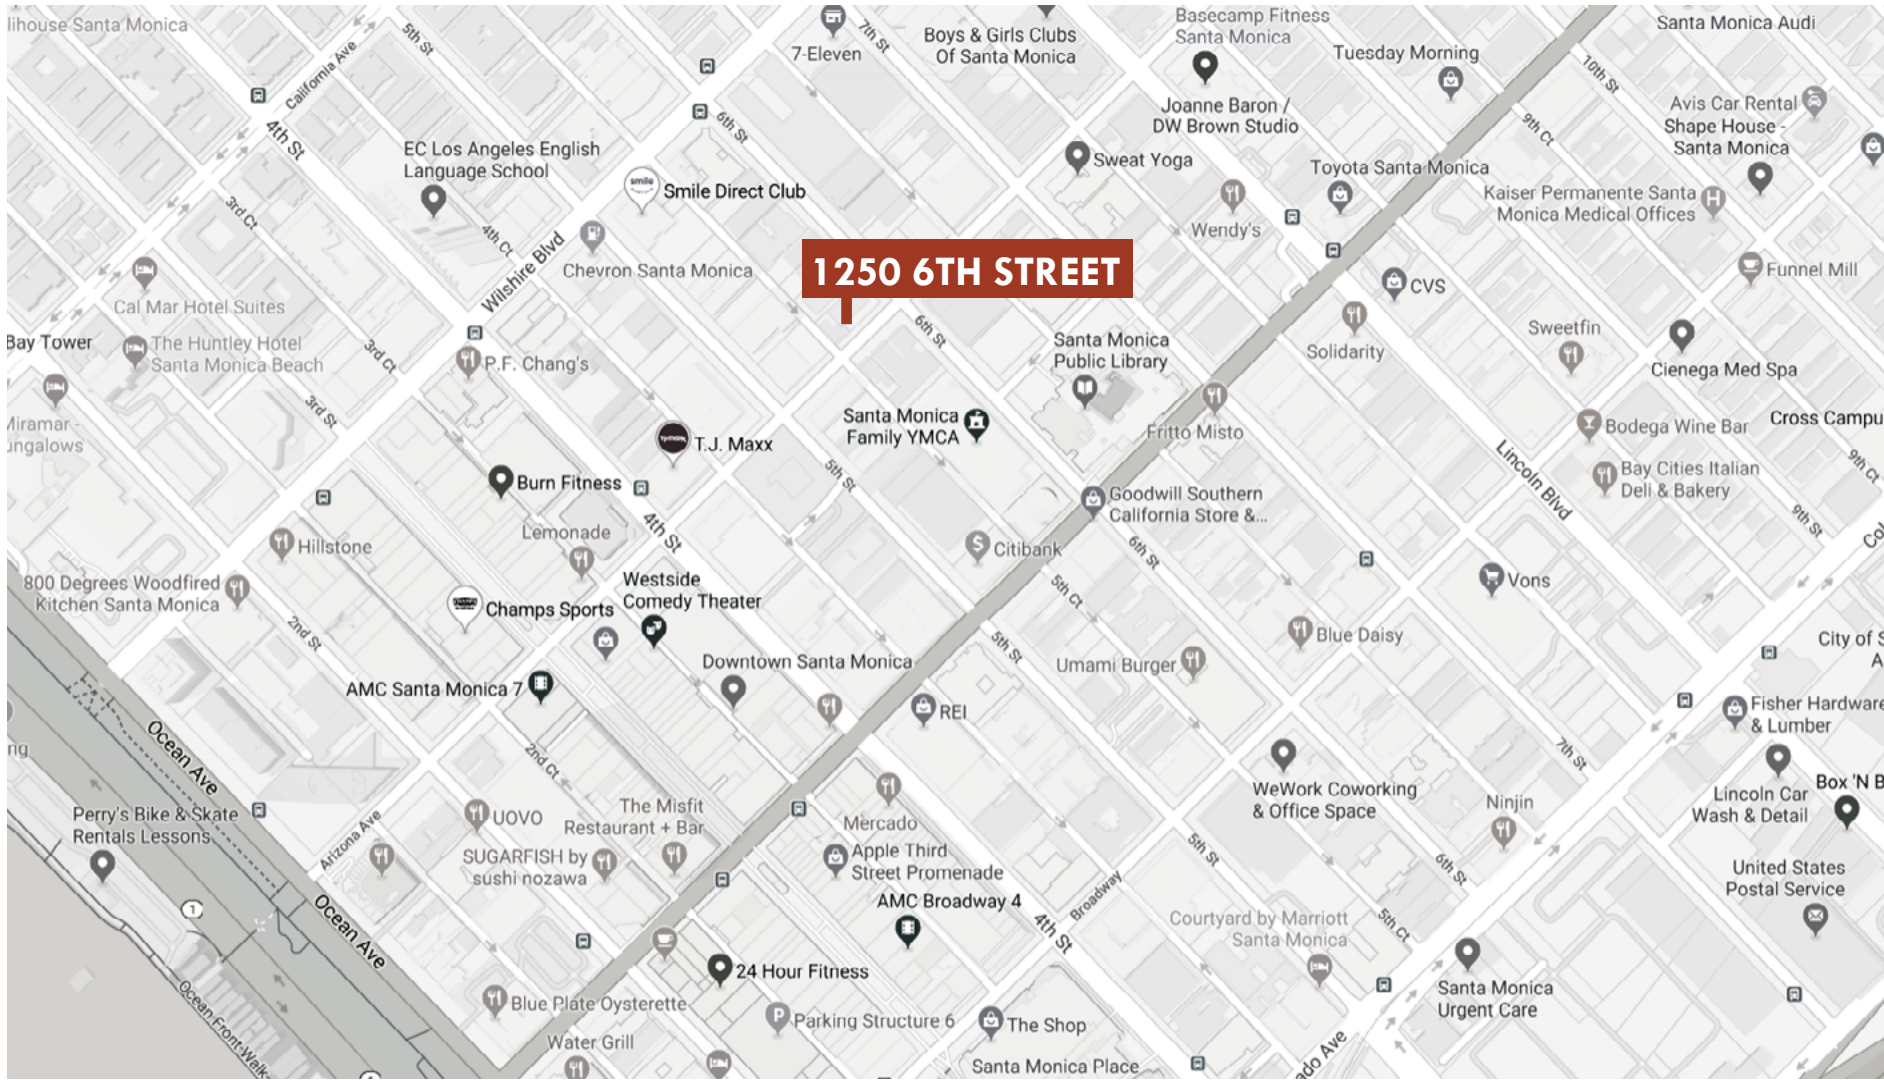 lihouse Santa Monica
California Ave
5th St
7-Eleven
7th St
Boys & Girls Clubs
Of Santa Monica
Basecamp Fitness
Santa Monica
Tuesday Morning
Santa Monica Audi
10th St
4th St
6th St
Joanne Baron /
DW Brown Studio
9th Ct
Avis Car Rental
Shape House -
Santa Monica
EC Los Angeles English
Language School
smile
Smile Direct Club
Sweat Yoga
Toyota Santa Monica
Kaiser Permanente Santa
Monica Medical Offices
H
3rd Ct
4th Ct
Wilshire Blvd
Chevron Santa Monica
Wendy's
1250 6TH STREET
CVS
Funnel Mill
Cal Mar Hotel Suites
Bay Tower
The Huntley Hotel
Santa Monica Beach
3rd Ct
P.F. Chang's
6th St
Santa Monica
Public Library
Solidarity
Sweetfin
Cienega Med Spa
Miramar -
ungalows
3rd St
T.J. Maxx
Santa Monica
Family YMCA
Fritto Misto
Bodega Wine Bar
Cross Campu
Lincoln Blvd
9th Ct
Burn Fitness
5th St
Bay Cities Italian
Deli & Bakery
Goodwill Southern
California Store &...
9th St
Col
Hillstone
Lemonade
4th St
$
Citibank
6th St
800 Degrees Woodfired
Kitchen Santa Monica
Westside
Comedy Theater
5th Ct
Vons
Champs Sports
2nd St
5th St
Blue Daisy
City of S
A
Downtown Santa Monica
Umami Burger
AMC Santa Monica 7
REI
Fisher Hardware
& Lumber
ng
Ocean Ave
2nd Ct
7th St
WeWork Coworking
& Office Space
Lincoln Car
Wash & Detail
Box 'N B
Perry's Bike & Skate
Rentals Lessons
Arizona Ave
UOVO
The Misfit
Restaurant + Bar
Mercado
Ninjin
SUGARFISH by
sushi nozawa
Apple Third
Street Promenade
5th St
6th St
United States
Postal Service
1
Ocean Ave
AMC Broadway 4
Broadway
4th St
Courtyard by Marriott
Santa Monica
5th Ct
24 Hour Fitness
Ocean Front Walk
Blue Plate Oysterette
P
Parking Structure 6
The Shop
Santa Monica
Urgent Care
Water Grill
Santa Monica Place
ado Ave